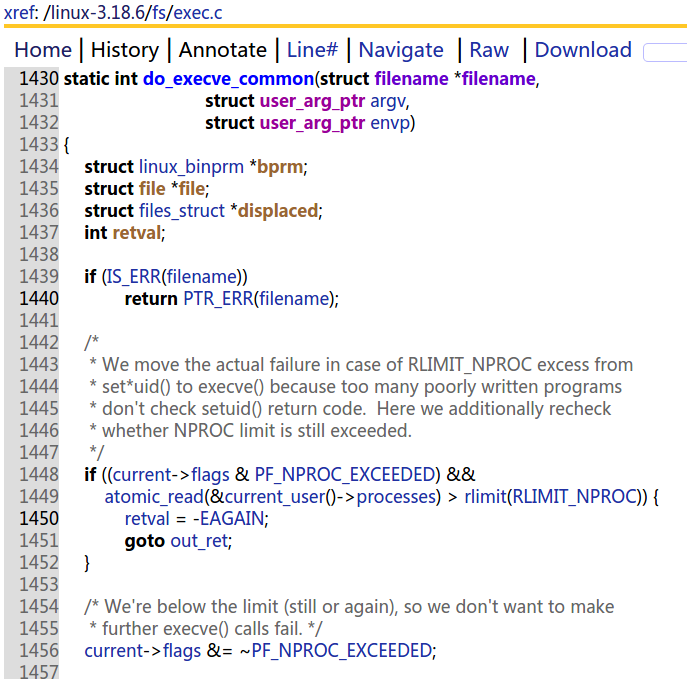 xref: /linux-3.18.6/fs/exec.c
Home | History | Annotate | Line# | Navigate | Raw | Download
1430 static int do_execve_common(struct filename *filename,
1431 struct user_arg_ptr argv,
1432 struct user_arg_ptr envp)
1433 {
1434 struct linux_binprm *bprm;
1435 struct file *file;
1436 struct files_struct *displaced;
1437 int retval;
1438
1439 if (IS_ERR(filename))
1440 return PTR_ERR(filename);
1441
1442 /*
1443 * We move the actual failure in case of RLIMIT_NPROC excess from
1444 * set*uid() to execve() because too many poorly written programs
1445 * don't check setuid() return code.  Here we additionally recheck
1446 * whether NPROC limit is still exceeded.
1447 */
1448 if ((current->flags & PF_NPROC_EXCEEDED) &&
1449 atomic_read(&current_user()->processes) > rlimit(RLIMIT_NPROC)) {
1450 retval = -EAGAIN;
1451 goto out_ret;
1452 }
1453
1454 /* We're below the limit (still or again), so we don't want to make
1455 * further execve() calls fail. */
1456 current->flags &= ~PF_NPROC_EXCEEDED;
1457